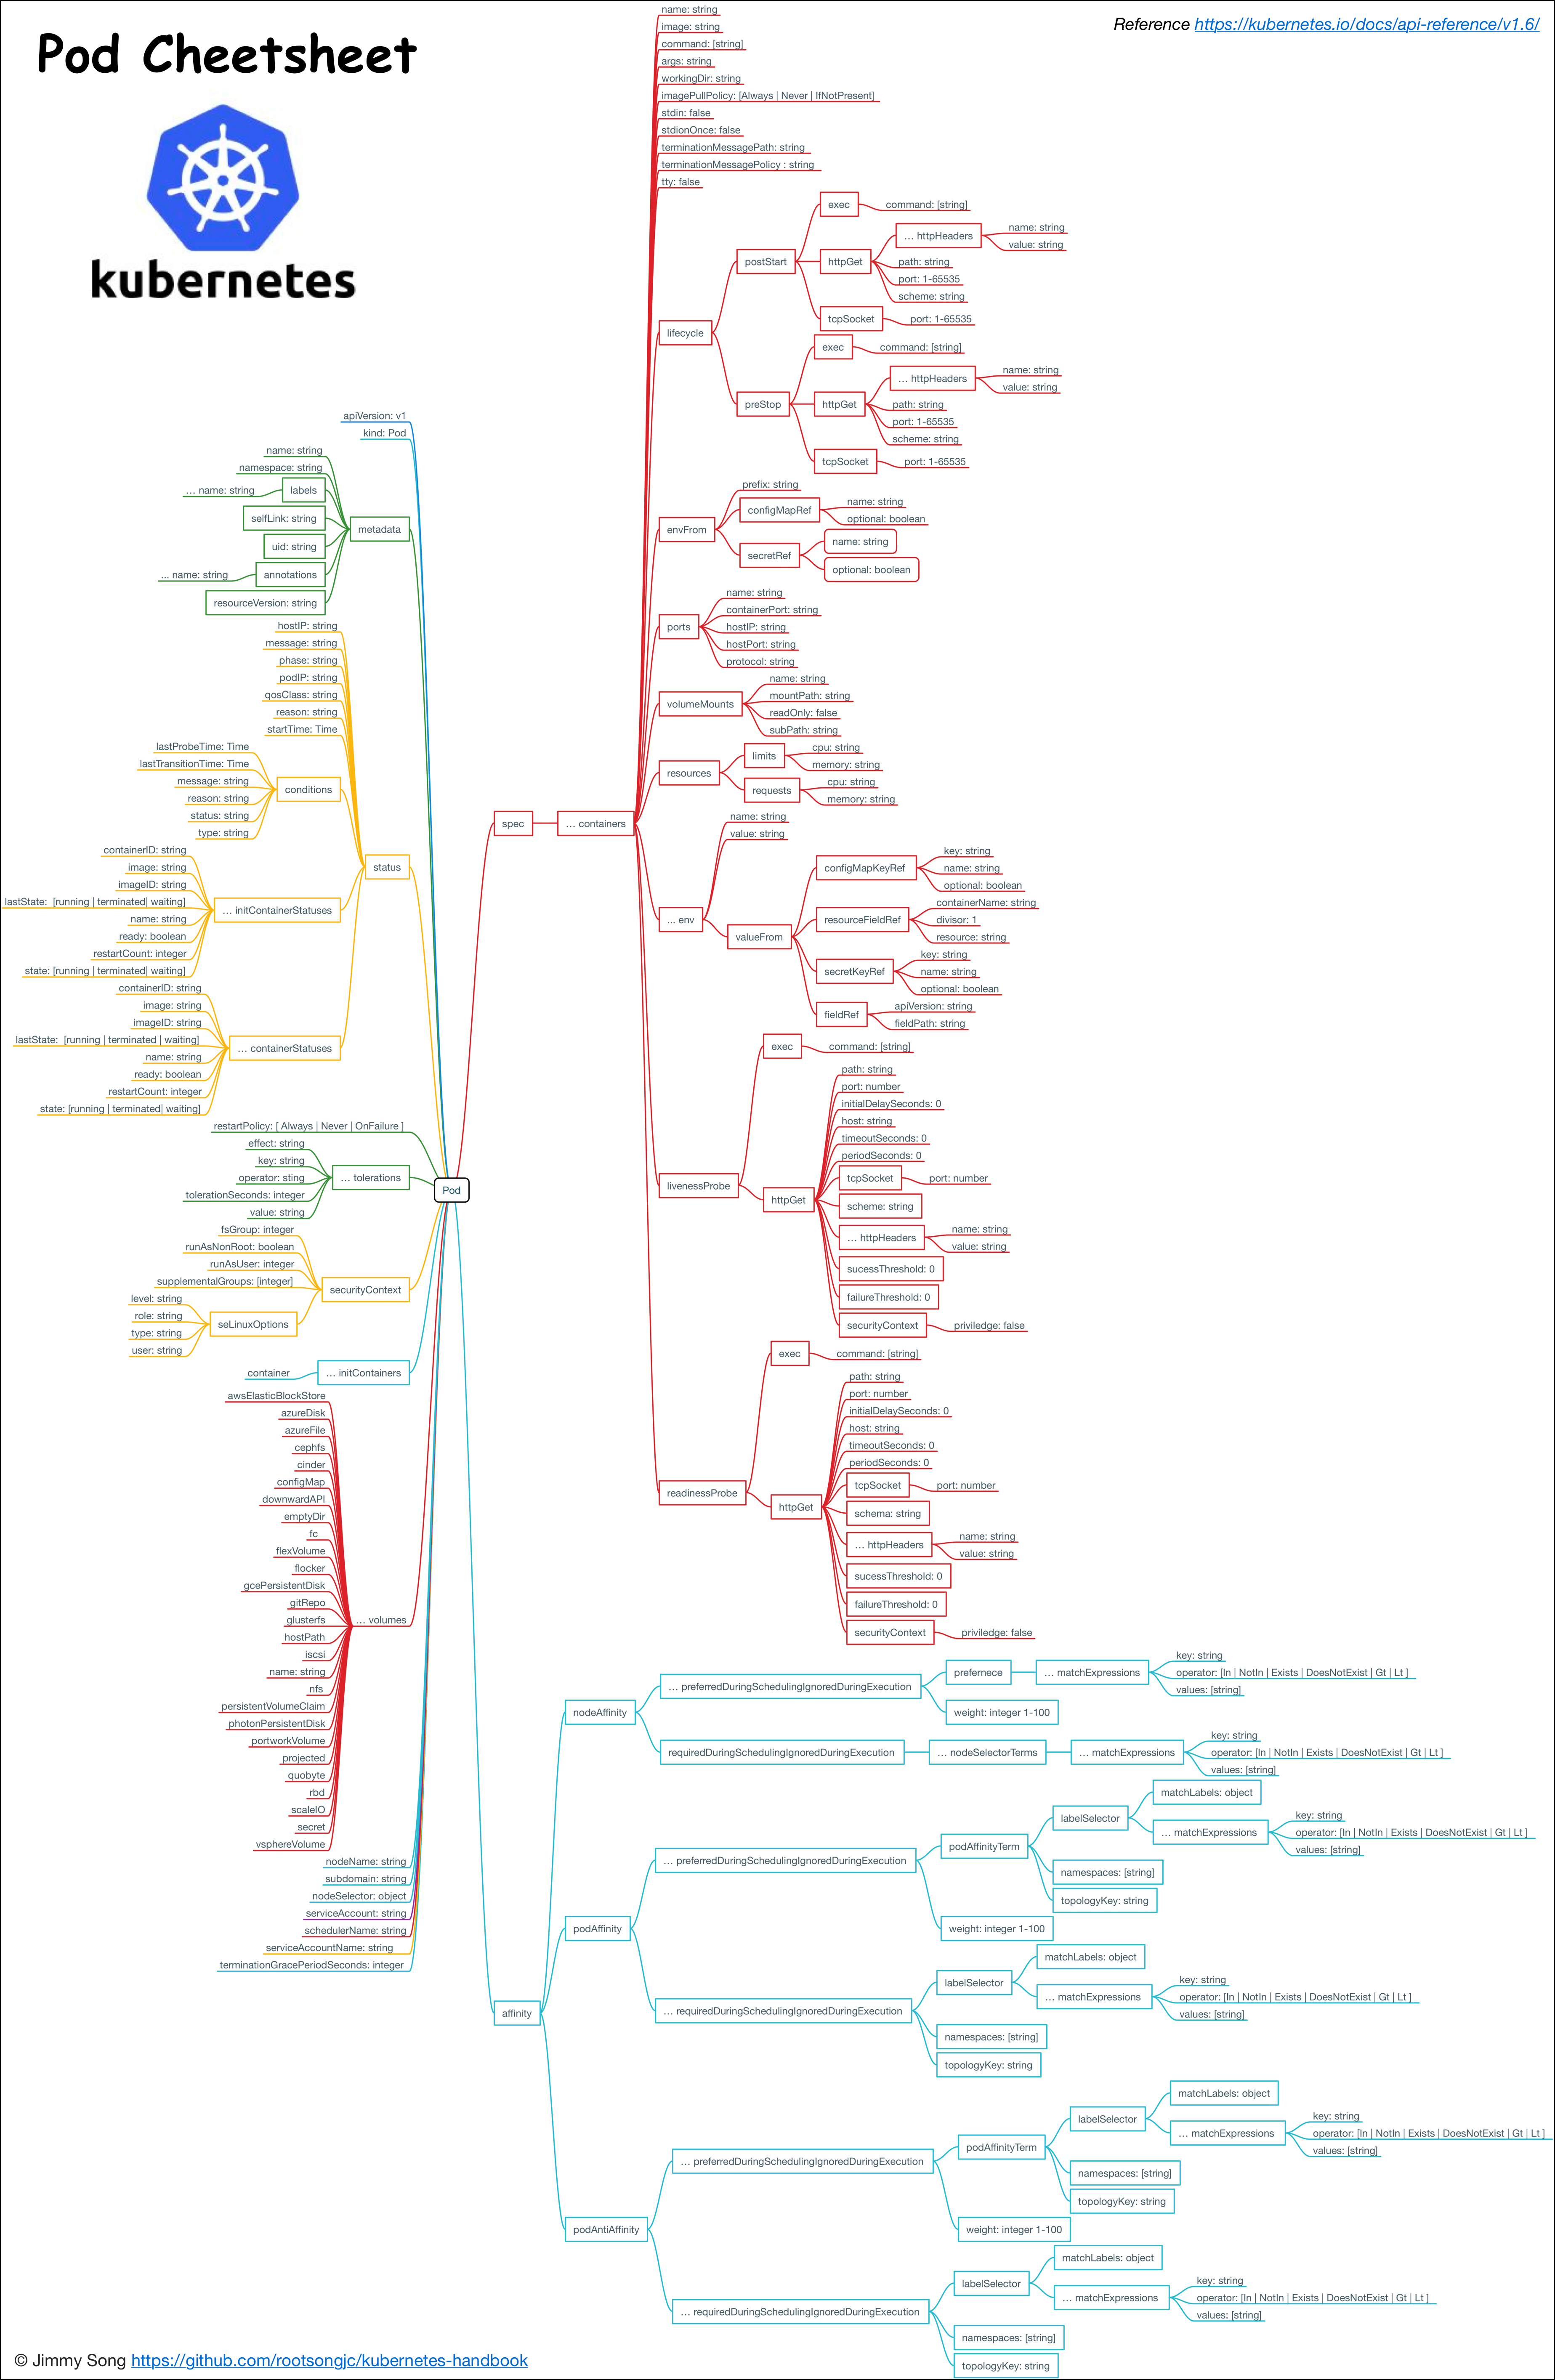 Pod Cheetsheet
Reference https://kubernetes.io/docs/api-reference/v1.6/
kubernetes
apiVersion: v1
kind: Pod
name: string
namespace: string
... name: string
labels
selfLink: string
uid: string
... name: string
annotations
resourceVersion: string
metadata
hostIP: string
message: string
phase: string
podIP: string
qosClass: string
reason: string
startTime: Time
lastProbeTime: Time
lastTransitionTime: Time
message: string
reason: string
status: string
type: string
conditions
containerID: string
image: string
imageID: string
lastState: [running | terminated| waiting]
name: string
ready: boolean
restartCount: integer
state: [running | terminated| waiting]
... initContainerStatuses
containerID: string
image: string
imageID: string
lastState: [running | terminated | waiting]
name: string
ready: boolean
restartCount: integer
state: [running | terminated| waiting]
... containerStatuses
status
restartPolicy: [ Always | Never | OnFailure ]
effect: string
key: string
operator: sting
tolerationSeconds: integer
value: string
... tolerations
Pod
fsGroup: integer
runAsNonRoot: boolean
runAsUser: integer
supplementalGroups: [integer]
level: string
role: string
type: string
user: string
seLinuxOptions
securityContext
container
... initContainers
awsElasticBlockStore
azureDisk
azureFile
cephfs
cinder
configMap
downwardAPI
emptyDir
fc
flexVolume
flocker
gcePersistentDisk
gitRepo
glusterfs
hostPath
iscsi
name: string
nfs
persistentVolumeClaim
photonPersistentDisk
portworkVolume
projected
quobyte
rbd
scaleIO
secret
vsphereVolume
... volumes
nodeName: string
subdomain: string
nodeSelector: object
serviceAccount: string
schedulerName: string
serviceAccountName: string
terminationGracePeriodSeconds: integer
spec
... containers
name: string
image: string
command: [string]
args: string
workingDir: string
imagePullPolicy: [Always | Never | IfNotPresent]
stdin: false
stdionOnce: false
terminationMessagePath: string
terminationMessagePolicy : string
tty: false
lifecycle
postStart
exec
command: [string]
httpGet
... httpHeaders
name: string
value: string
path: string
port: 1-65535
scheme: string
tcpSocket
port: 1-65535
preStop
exec
command: [string]
httpGet
... httpHeaders
name: string
value: string
path: string
port: 1-65535
scheme: string
tcpSocket
port: 1-65535
envFrom
prefix: string
configMapRef
name: string
optional: boolean
secretRef
name: string
optional: boolean
ports
name: string
containerPort: string
hostIP: string
hostPort: string
protocol: string
volumeMounts
name: string
mountPath: string
readOnly: false
subPath: string
resources
limits
cpu: string
memory: string
requests
cpu: string
memory: string
... env
name: string
value: string
valueFrom
configMapKeyRef
key: string
name: string
optional: boolean
resourceFieldRef
containerName: string
divisor: 1
resource: string
secretKeyRef
key: string
name: string
optional: boolean
fieldRef
apiVersion: string
fieldPath: string
livenessProbe
exec
command: [string]
httpGet
path: string
port: number
initialDelaySeconds: 0
host: string
timeoutSeconds: 0
periodSeconds: 0
tcpSocket
port: number
scheme: string
... httpHeaders
name: string
value: string
sucessThreshold: 0
failureThreshold: 0
securityContext
priviledge: false
readinessProbe
exec
command: [string]
httpGet
path: string
port: number
initialDelaySeconds: 0
host: string
timeoutSeconds: 0
periodSeconds: 0
tcpSocket
port: number
schema: string
... httpHeaders
name: string
value: string
sucessThreshold: 0
failureThreshold: 0
securityContext
priviledge: false
affinity
nodeAffinity
... preferredDuringSchedulingIgnoredDuringExecution
prefernece
... matchExpressions
key: string
operator: [In | NotIn | Exists | DoesNotExist | Gt | Lt ]
values: [string]
weight: integer 1-100
requiredDuringSchedulingIgnoredDuringExecution
... nodeSelectorTerms
... matchExpressions
key: string
operator: [In | NotIn | Exists | DoesNotExist | Gt | Lt ]
values: [string]
podAffinity
... preferredDuringSchedulingIgnoredDuringExecution
podAffinityTerm
labelSelector
matchLabels: object
... matchExpressions
key: string
operator: [In | NotIn | Exists | DoesNotExist | Gt | Lt ]
values: [string]
namespaces: [string]
topologyKey: string
weight: integer 1-100
... requiredDuringSchedulingIgnoredDuringExecution
labelSelector
matchLabels: object
... matchExpressions
key: string
operator: [In | NotIn | Exists | DoesNotExist | Gt | Lt ]
values: [string]
namespaces: [string]
topologyKey: string
podAntiAffinity
... preferredDuringSchedulingIgnoredDuringExecution
podAffinityTerm
labelSelector
matchLabels: object
... matchExpressions
key: string
operator: [In | NotIn | Exists | DoesNotExist | Gt | Lt ]
values: [string]
namespaces: [string]
topologyKey: string
weight: integer 1-100
... requiredDuringSchedulingIgnoredDuringExecution
labelSelector
matchLabels: object
... matchExpressions
key: string
operator: [In | NotIn | Exists | DoesNotExist | Gt | Lt ]
values: [string]
namespaces: [string]
topologyKey: string
© Jimmy Song https://github.com/rootsongjc/kubernetes-handbook